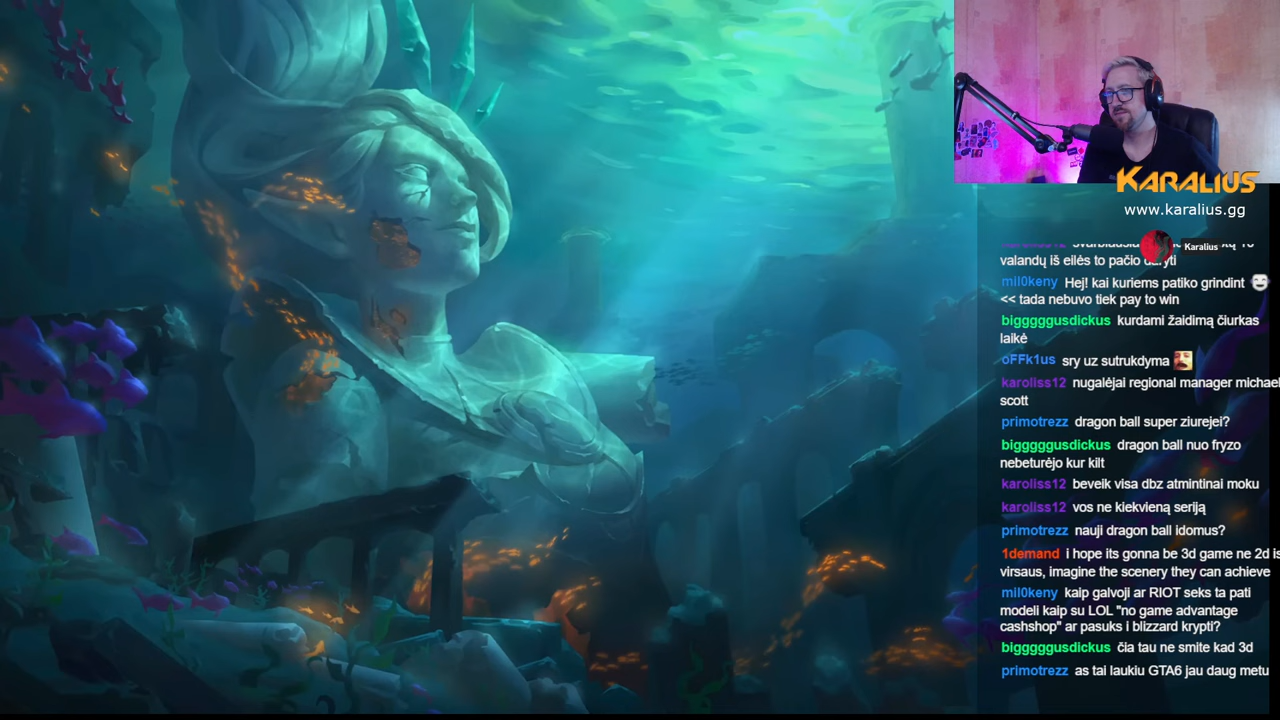 KARALIUS
www.karalius.gg
Karalius
valandų iš eilės to pačio daryti
mil0keny Hej! kai kuriems patiko grindint
<< tada nebuvo tiek pay to win
bigggggusdickus kurdami žaidimą čiurkas
laikė
oFFk1us sry uz sutrukdyma
karoliss12 nugalėjai regional manager michael
scott
primotrezz dragon ball super ziurejei?
bigggggusdickus dragon ball nuo fryzo
nebeturėjo kur kilt
karoliss12 beveik visa dbz atmintinai moku
karoliss12 vos ne kiekvieną seriją
primotrezz nauji dragon ball idomus?
1demand i hope its gonna be 3d game ne 2d is
virsaus, imagine the scenery they can achieve
mil0keny kaip galvoji ar RIOT seks ta pati
modeli kaip su LOL "no game advantage
cashshop" ar pasuks i blizzard krypti?
bigggggusdickus čia tau ne smite kad 3d
primotrezz as tai laukiu GTA6 jau daug metu